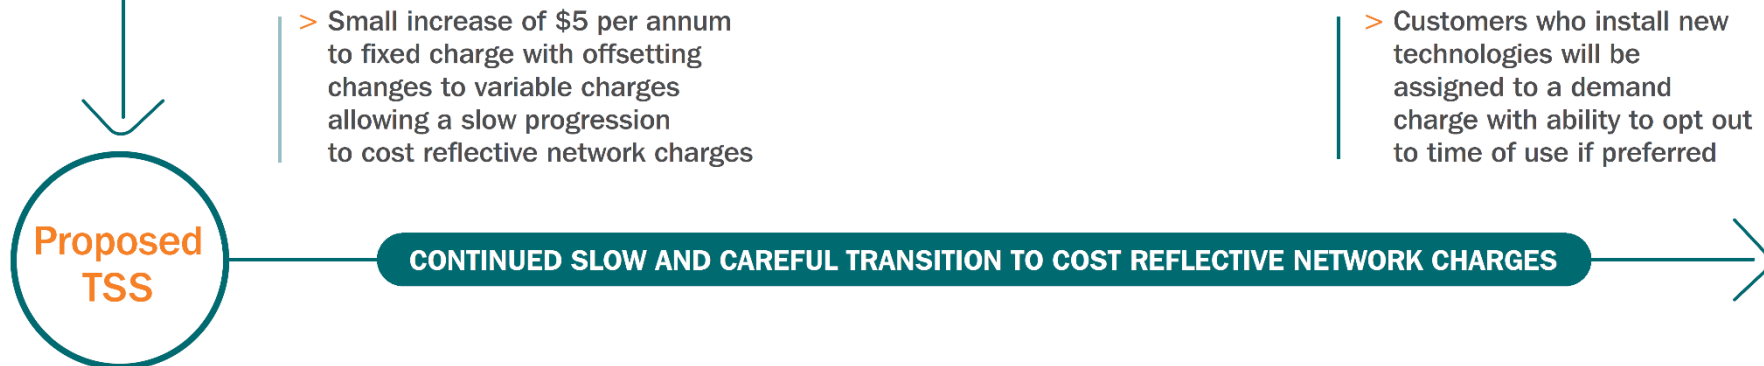 > Small increase of $5 per annum
to fixed charge with offsetting
changes to variable charges
allowing a slow progression
to cost reflective network charges
> Customers who install new
technologies will be
assigned to a demand
charge with ability to opt out
to time of use if preferred
Proposed
TSS
CONTINUED SLOW AND CAREFUL TRANSITION TO COST REFLECTIVE NETWORK CHARGES